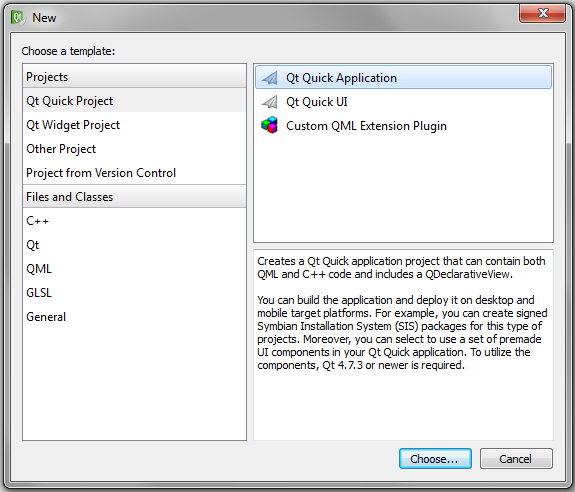 New
Choose a template:
Projects
Qt Quick Project
Qt Widget Project
Other Project
Project from Version Control
Files and Classes
C++
Qt
QML
GLSL
General
Qt Quick Application
Qt Quick UI
Custom QML Extension Plugin
Creates a Qt Quick application project that can contain both
QML and C++ code and includes a QDeclarativeView.
You can build the application and deploy it on desktop and
mobile target platforms. For example, you can create signed
Symbian Installation System (SIS) packages for this type of
projects. Moreover, you can select to use a set of premade
UI components in your Qt Quick application. To utilize the
components, Qt 4.7.3 or newer is required.
Choose...
Cancel